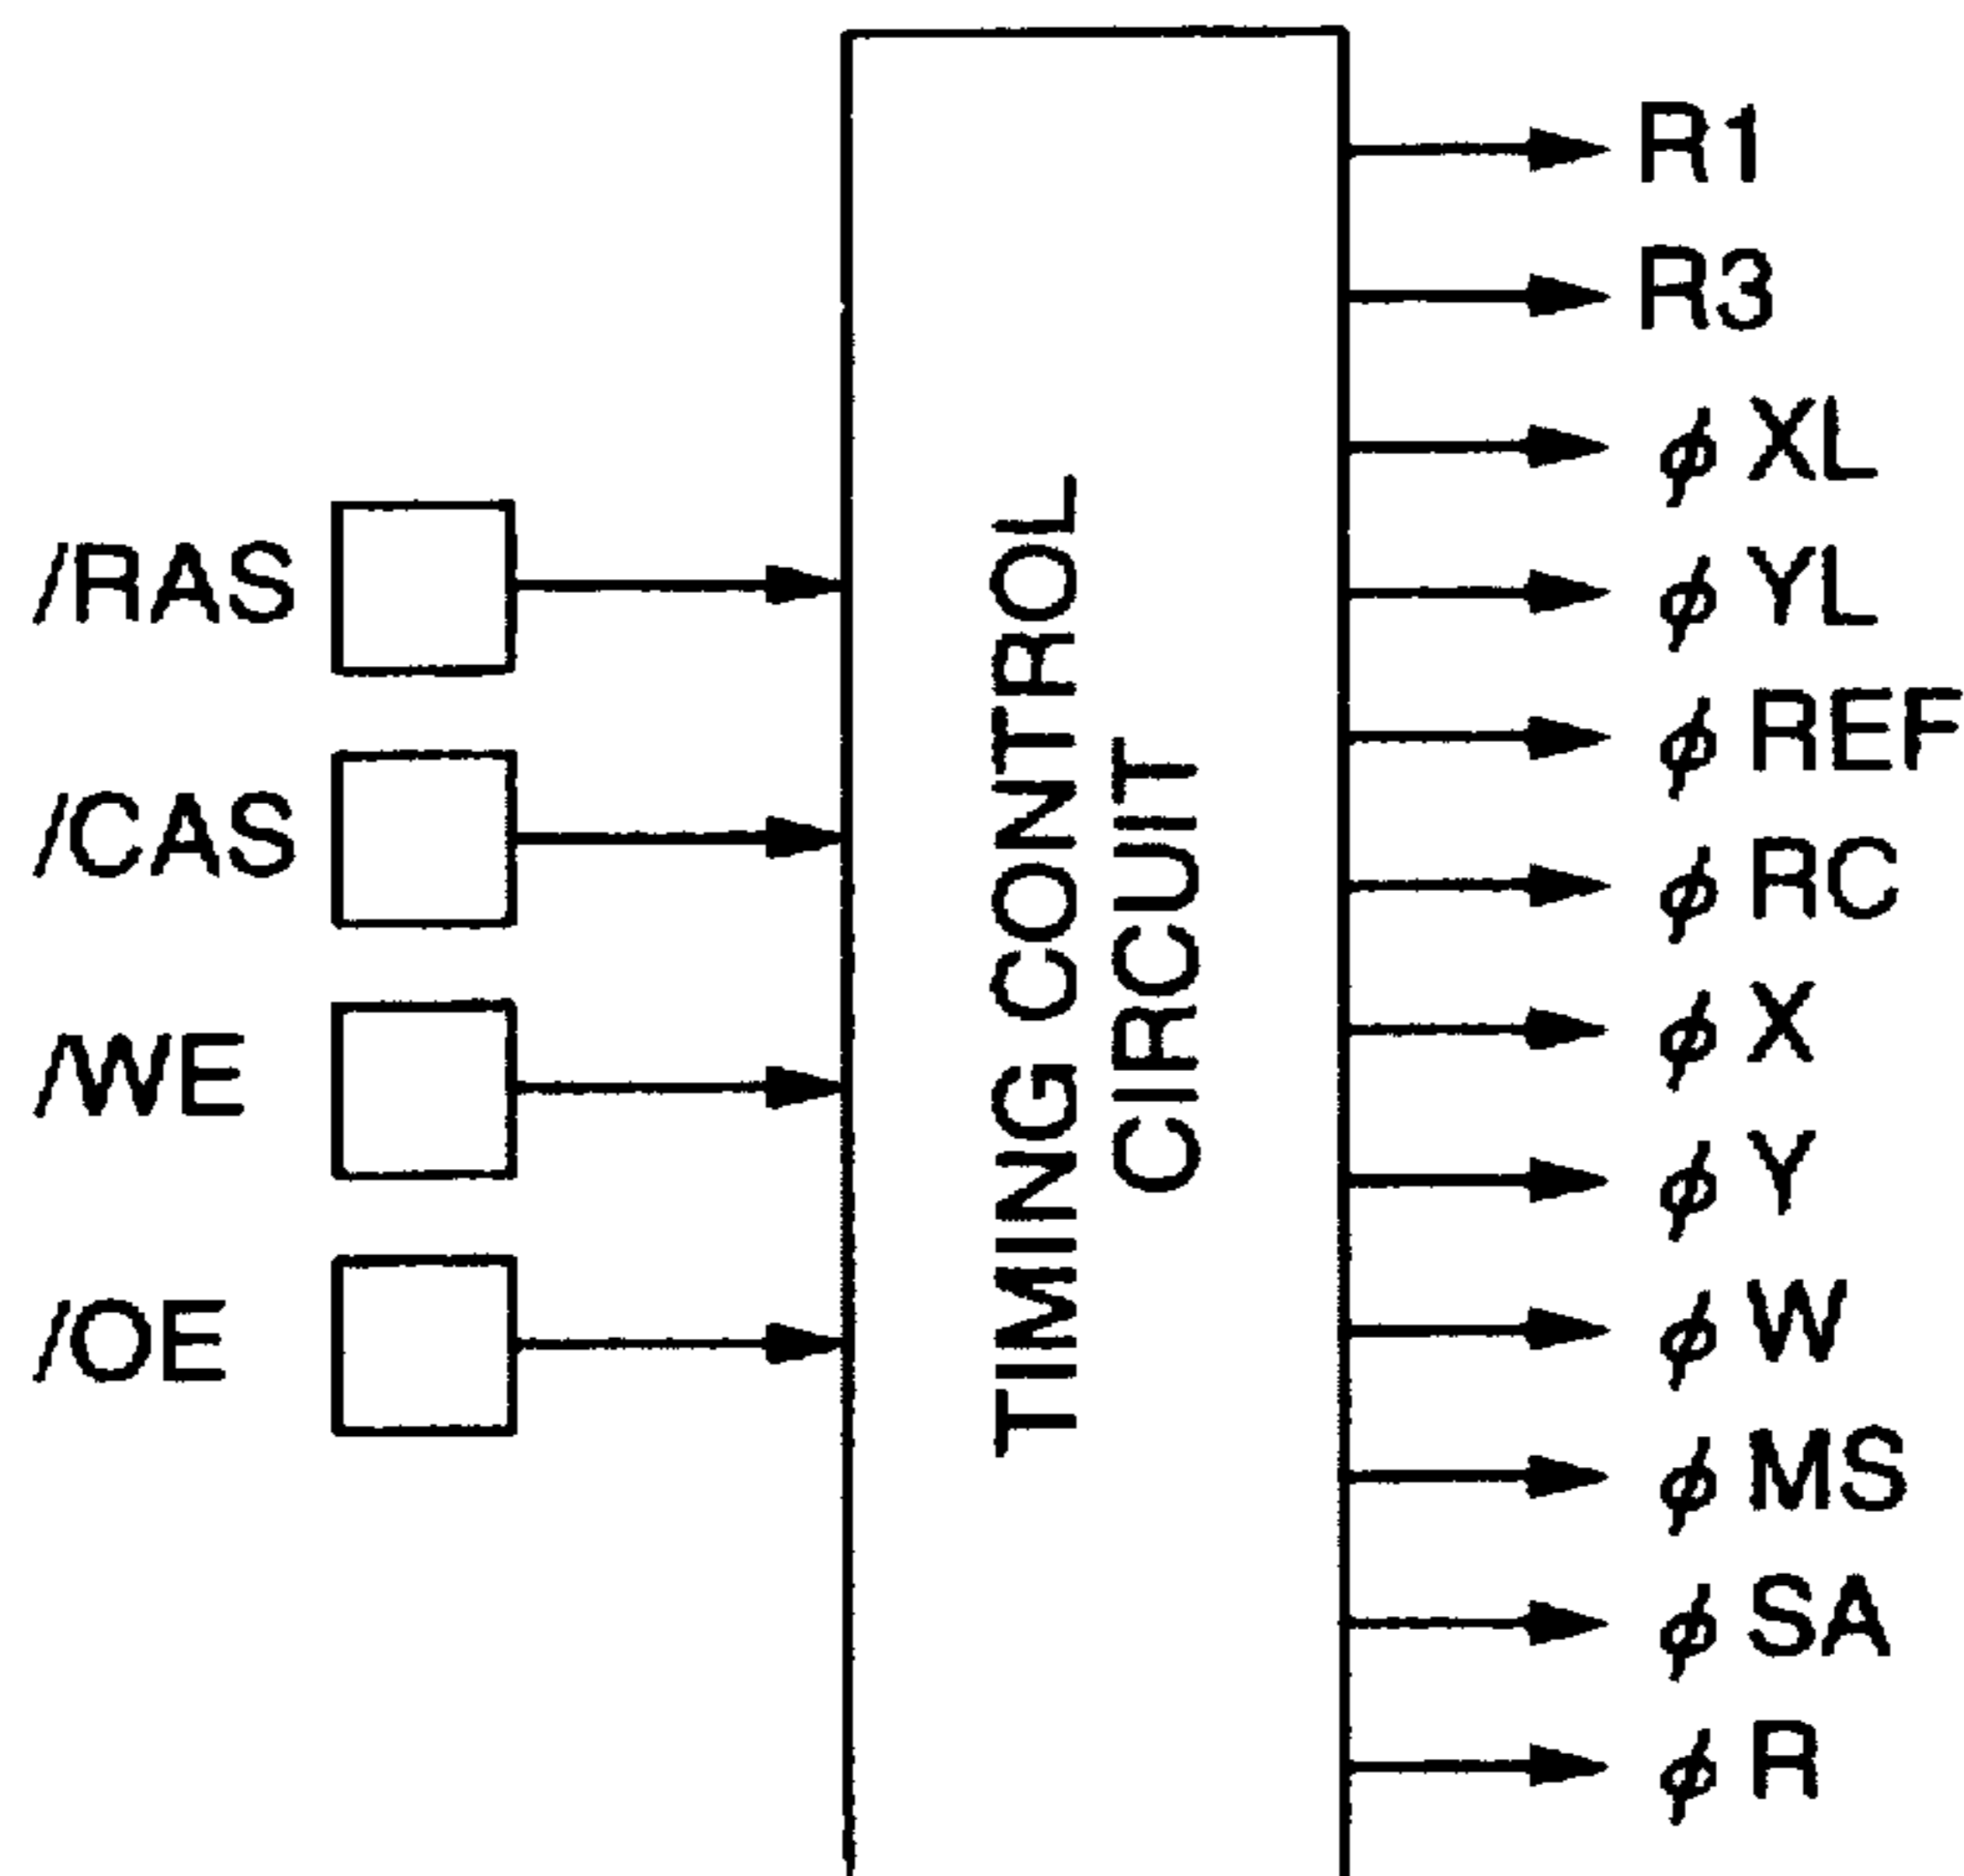 /RAS
/CAS
/WE
/OE
TIMING CONTROL
CIRCUIT
R1
R3
ϕ XL
ϕ YL
ϕ REF
ϕ RC
ϕ X
ϕ Y
ϕ W
ϕ MS
ϕ SA
ϕ R